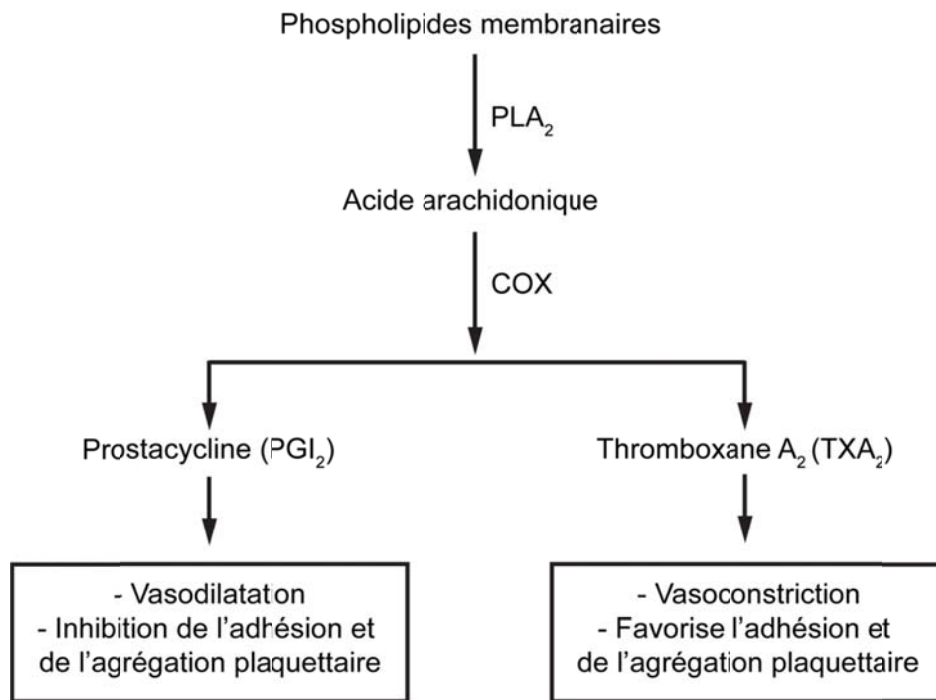 Phospholipides membranaires
PLA₂
Acide arachidonique
COX
Prostacycline (PGI₂)
Thromboxane A₂ (TXA₂)
- Vasodilatation
- Inhibition de l'adhésion et
de l'agrégation plaquettaire
- Vasoconstriction
- Favorise l'adhésion et
de l'agrégation plaquettaire